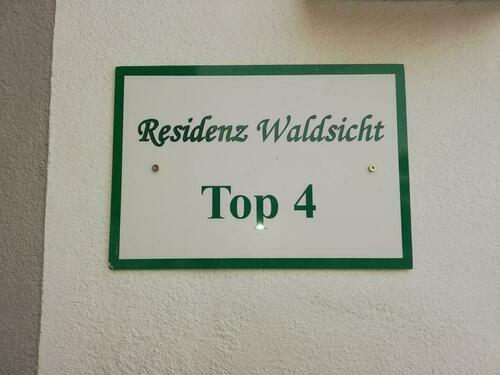 Residenz Waldsicht
Top 4